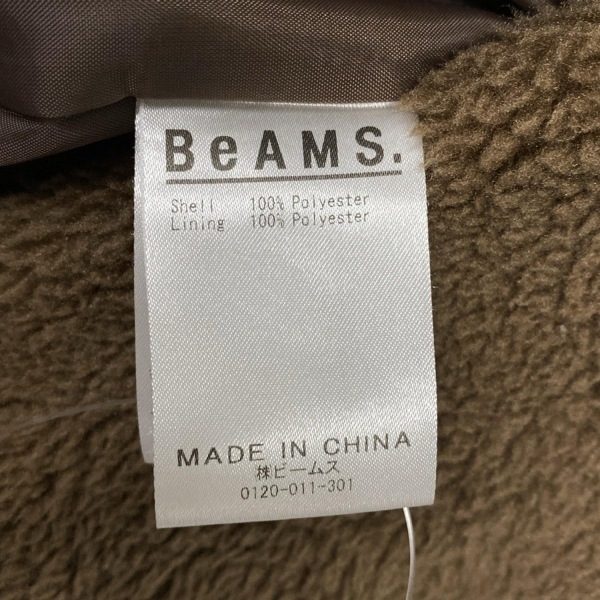 BeAMS.
Shell 100% Polyester
Lining 100% Polyester
MADE IN CHINA
㈱ビームス
0120-011-301